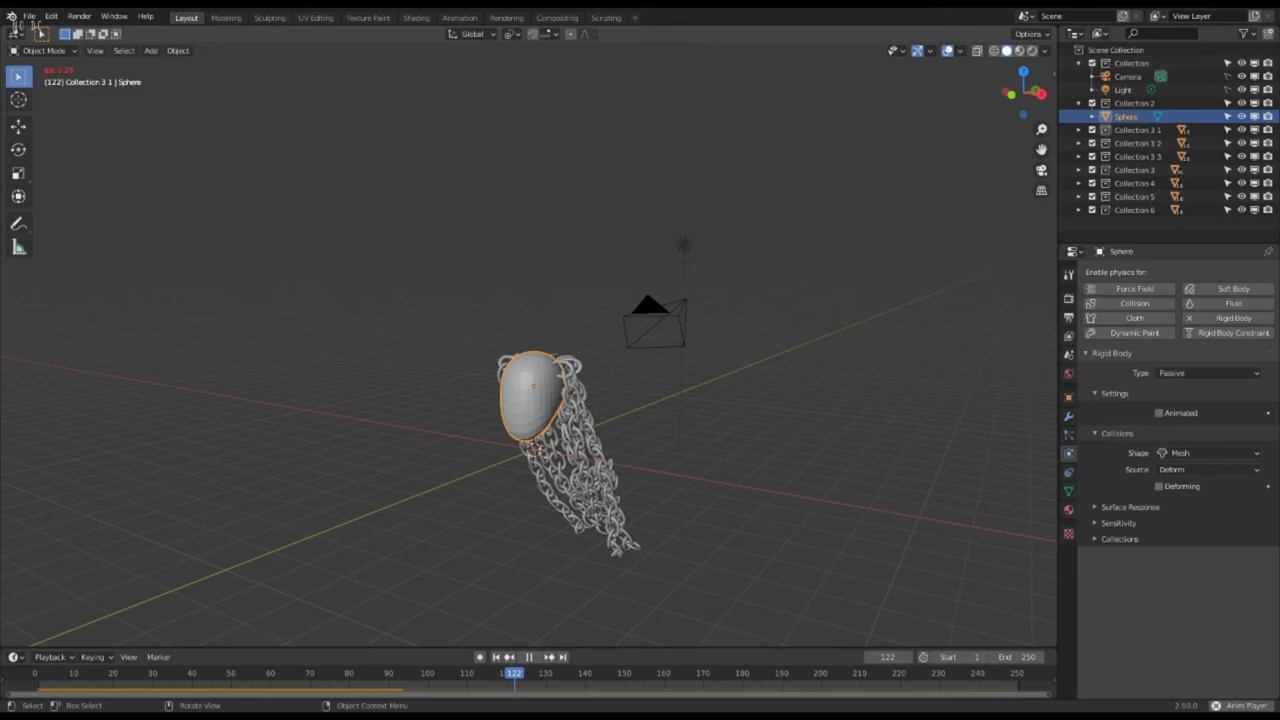 File Edit Render Window Help Layout Modeling Sculpting UV Editing Texture Paint Shading Animation Rendering Compositing Scripting + Scene View Layer
Global Options
Object Mode View Select Add Object
fps: 0.29
(122) Collection 3 1 | Sphere
Scene Collection
Collection
Camera
Light
Collection 2
Sphere
Collection 3 1
Collection 3 2
Collection 3 3
Collection 3
Collection 4
Collection 5
Collection 6
Sphere
Enable physics for:
Force Field Soft Body
Collision Fluid
Cloth Rigid Body
Dynamic Paint Rigid Body Constraint
Rigid Body
Type Passive
Settings
Animated
Collisions
Shape Mesh
Source Deform
Deforming
Surface Response
Sensitivity
Collections
Playback Keying View Marker 122 Start 1 End 250
0 10 20 30 40 50 60 70 80 90 100 110 122 130 140 150 160 170 180 190 200 210 220 230 240 250
Select Box Select Rotate View Object Context Menu 2.90.0 Anim Player